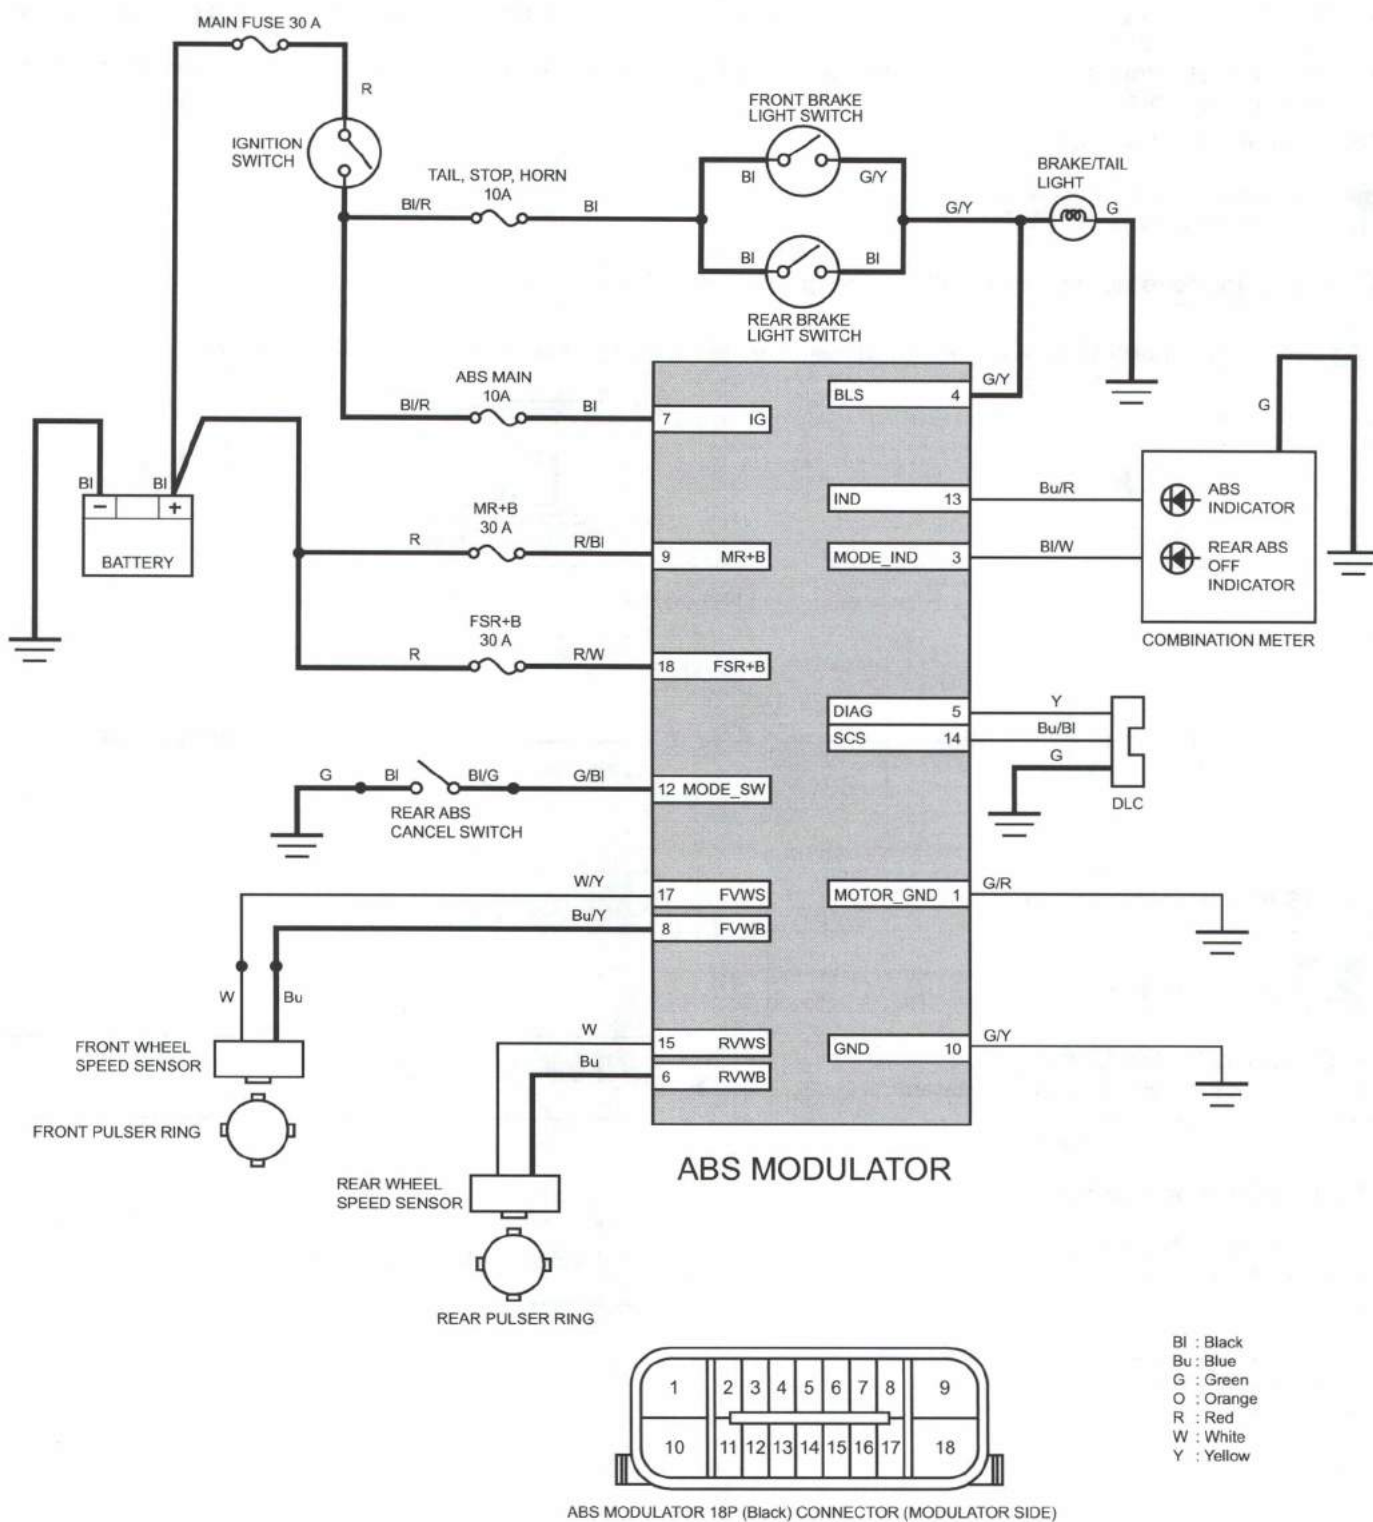 MAIN FUSE 30 A
R
IGNITION
SWITCH
FRONT BRAKE
LIGHT SWITCH
TAIL, STOP, HORN
10A
Bl/R
Bl
Bl
G/Y
BRAKE/TAIL
LIGHT
G/Y
G
Bl
Bl
REAR BRAKE
LIGHT SWITCH
ABS MAIN
10A
Bl/R
Bl
7 IG
BLS 4
G/Y
G
Bl
Bl
- +
BATTERY
MR+B
30 A
R
R/Bl
9 MR+B
IND 13
Bu/R
ABS
INDICATOR
MODE_IND 3
Bl/W
REAR ABS
OFF
INDICATOR
COMBINATION METER
FSR+B
30 A
R
R/W
18 FSR+B
DIAG 5
Y
SCS 14
Bu/Bl
G
DLC
G
Bl
Bl/G
G/Bl
12 MODE_SW
REAR ABS
CANCEL SWITCH
W/Y
17 FVWS
MOTOR_GND 1
G/R
Bu/Y
8 FVWB
W
Bu
FRONT WHEEL
SPEED SENSOR
FRONT PULSER RING
W
15 RVWS
GND 10
G/Y
Bu
6 RVWB
ABS MODULATOR
REAR WHEEL
SPEED SENSOR
REAR PULSER RING
1 2 3 4 5 6 7 8 9
10 11 12 13 14 15 16 17 18
ABS MODULATOR 18P (Black) CONNECTOR (MODULATOR SIDE)
Bl : Black
Bu : Blue
G : Green
O : Orange
R : Red
W : White
Y : Yellow